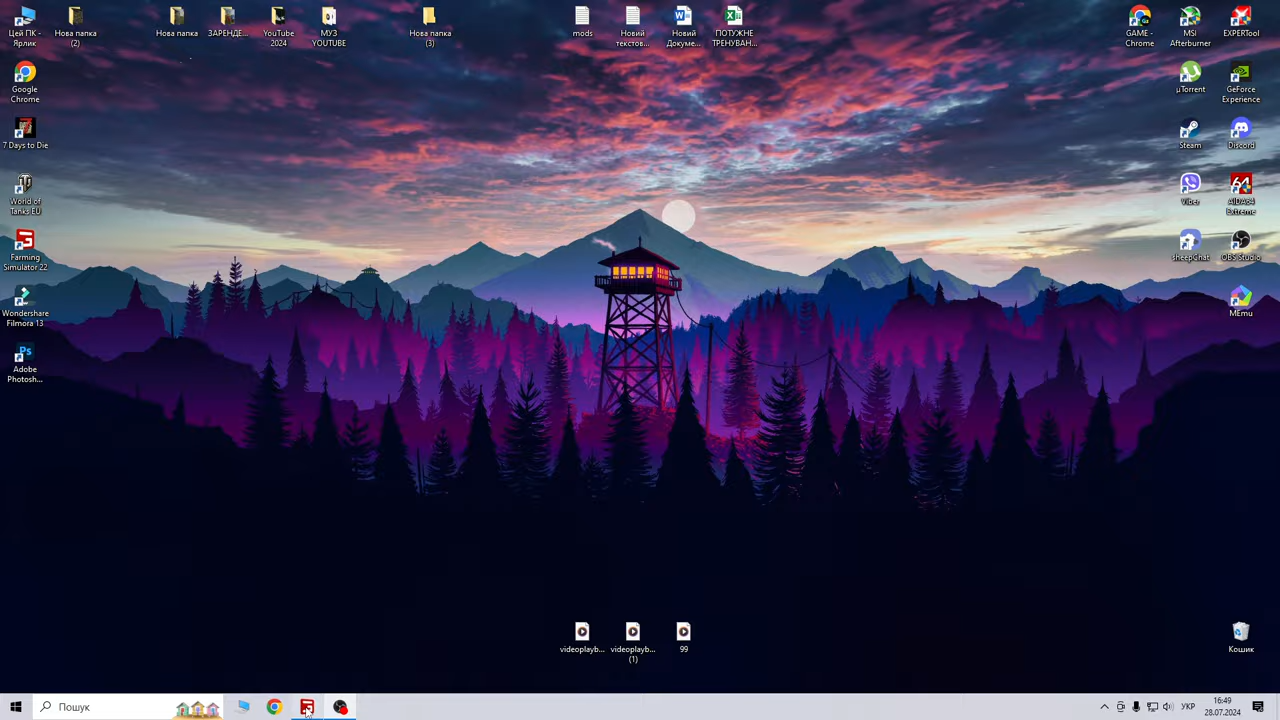 Цей ПК - Ярлик
Нова папка (2)
Нова папка
ЗАРЕНДЕ...
YouTube 2024
МУЗ YOUTUBE
Нова папка (3)
mods
Новий текстов...
Новий Докуме...
ПОТУЖНЕ ТРЕНУВАН...
GAME - Chrome
MSI Afterburner
EXPERTool
Google Chrome
µTorrent
GeForce Experience
7 Days to Die
Steam
Discord
World of Tanks EU
Viber
AIDA64 Extreme
Farming Simulator 22
sheepChat
OBS Studio
Wondershare Filmora 13
MEmu
Adobe Photosh...
videoplayb...
videoplayb... (1)
99
Кошик
Пошук
УКР
16:49
28.07.2024